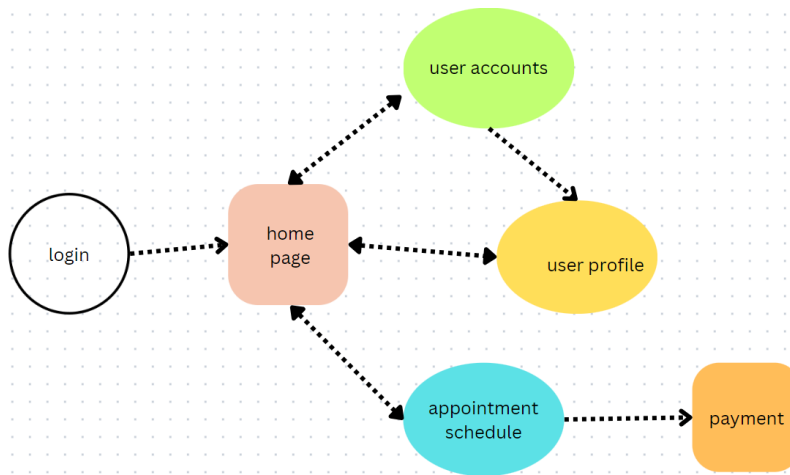 user accounts
login
home
page
user profile
appointment
schedule
payment